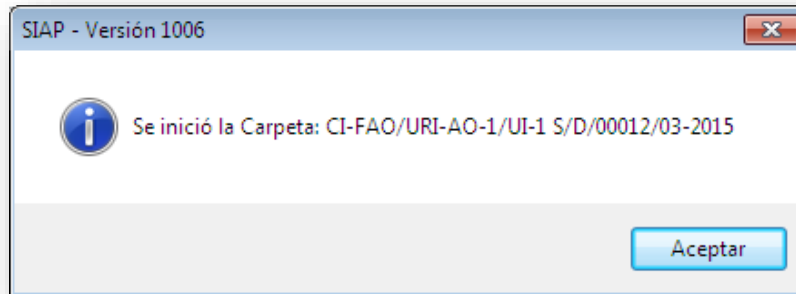 SIAP - Versión 1006
Se inició la Carpeta: CI-FAO/URI-AO-1/UI-1 S/D/00012/03-2015
Aceptar